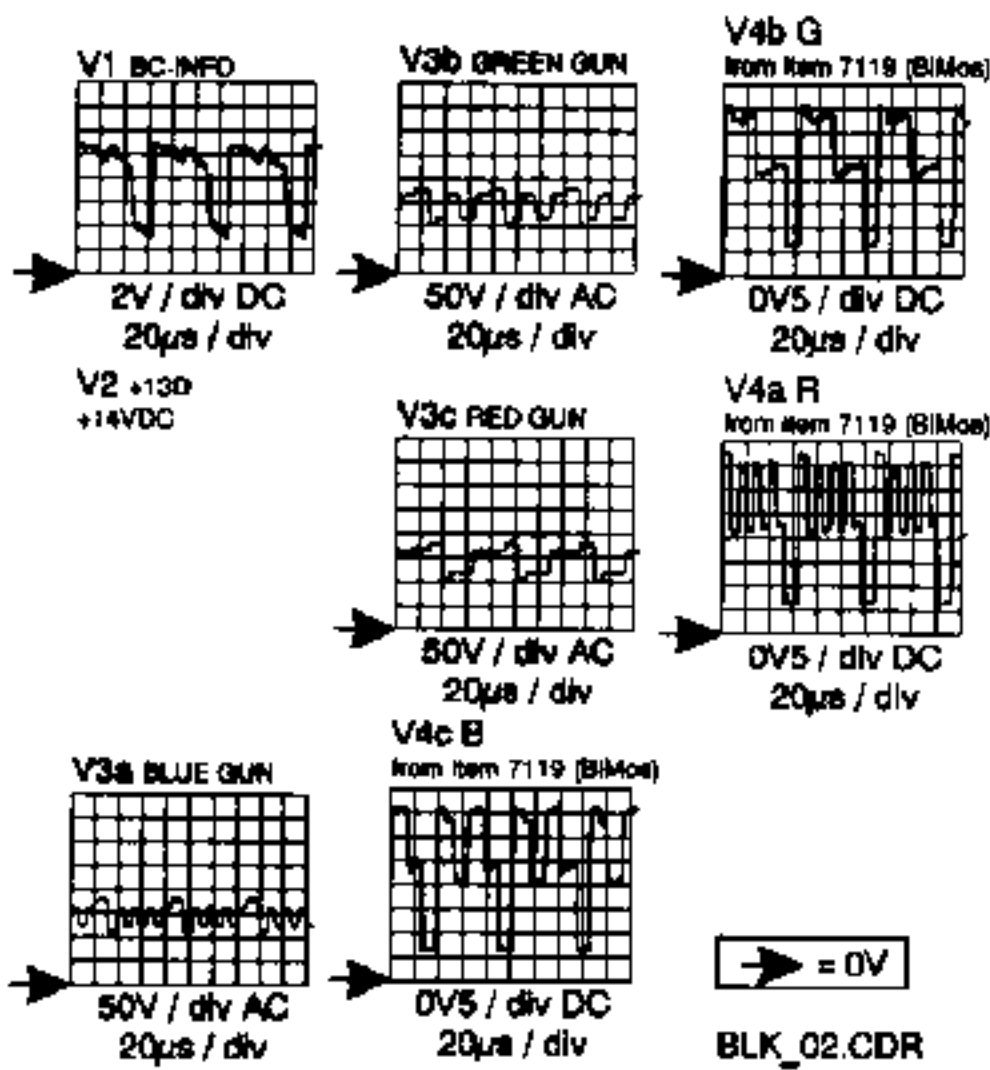 V1 BC-INFO
2V / div DC
20µs / div
V2 +13D
+14VDC
V3b GREEN GUN
50V / div AC
20µs / div
V4b G
from item 7119 (BiMos)
0V5 / div DC
20µs / div
V3c RED GUN
50V / div AC
20µs / div
V4a R
from item 7119 (BiMos)
0V5 / div DC
20µs / div
V3a BLUE GUN
50V / div AC
20µs / div
V4c B
from item 7119 (BiMos)
0V5 / div DC
20µs / div
= 0V
BLK_02.CDR